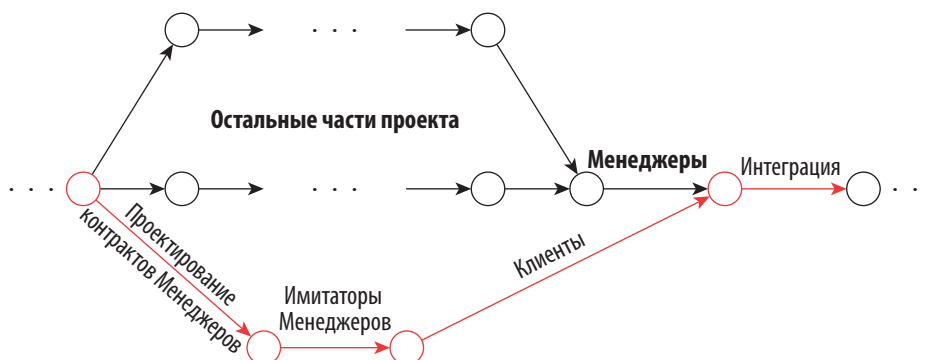 . . .
Остальные части проекта
. . .
. . .
Менеджеры
Интеграция
. .
Проектирование
контрактов Менеджеров
Клиенты
Имитаторы
Менеджеров